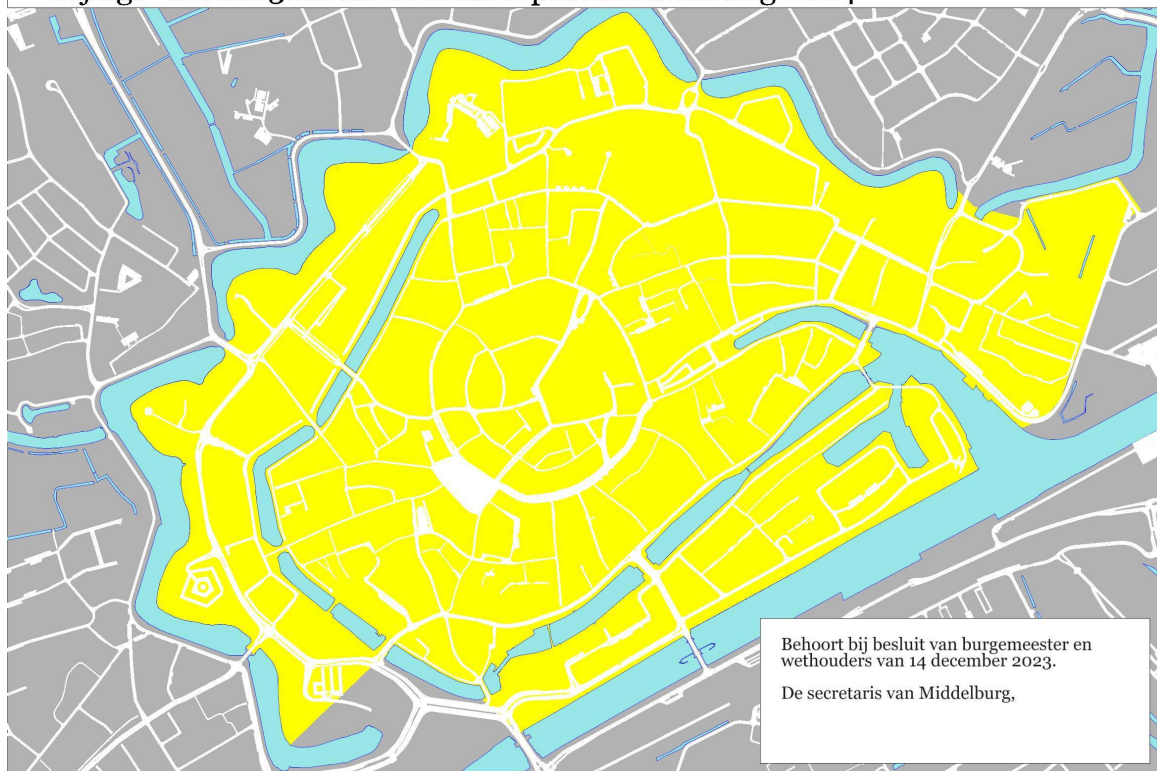 Behoort bij besluit van burgemeester en
wethouders van 14 december 2023.
De secretaris van Middelburg,